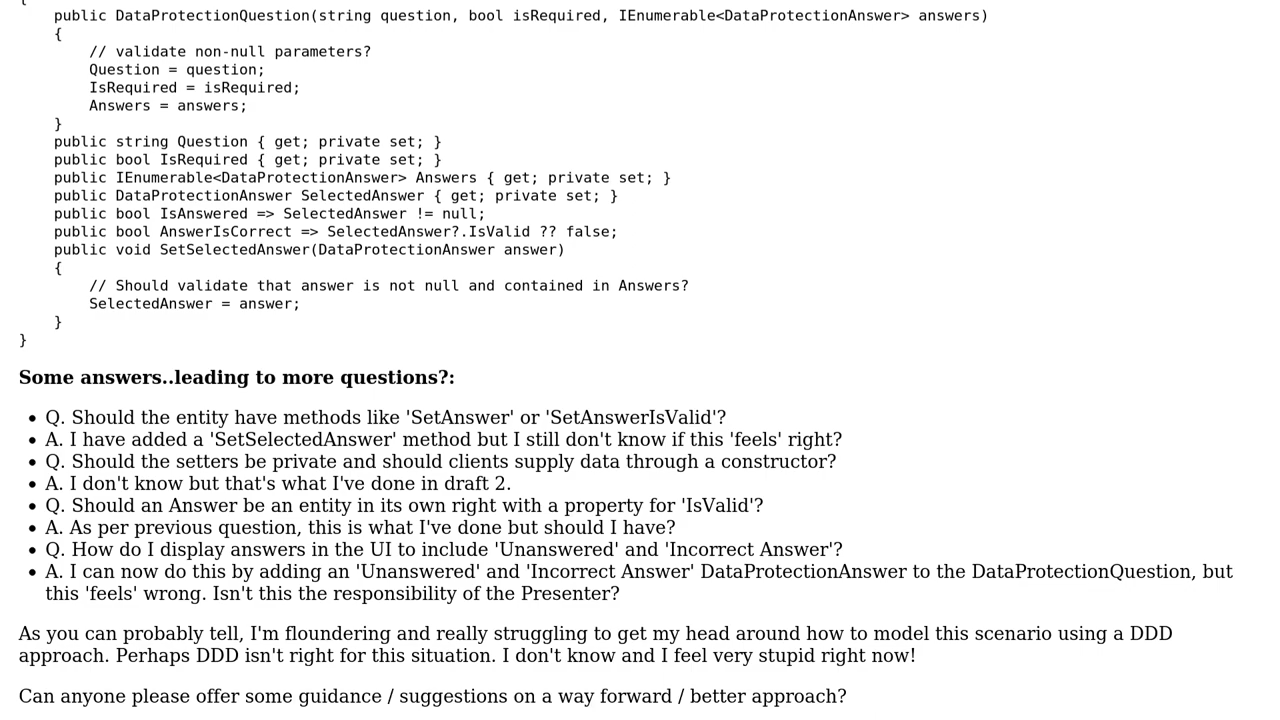 {
    public DataProtectionQuestion(string question, bool isRequired, IEnumerable<DataProtectionAnswer> answers)
    {
        // validate non-null parameters?
        Question = question;
        IsRequired = isRequired;
        Answers = answers;
    }
    public string Question { get; private set; }
    public bool IsRequired { get; private set; }
    public IEnumerable<DataProtectionAnswer> Answers { get; private set; }
    public DataProtectionAnswer SelectedAnswer { get; private set; }
    public bool IsAnswered => SelectedAnswer != null;
    public bool AnswerIsCorrect => SelectedAnswer?.IsValid ?? false;
    public void SetSelectedAnswer(DataProtectionAnswer answer)
    {
        // Should validate that answer is not null and contained in Answers?
        SelectedAnswer = answer;
    }
}
Some answers..leading to more questions?:
• Q. Should the entity have methods like 'SetAnswer' or 'SetAnswerIsValid'?
• A. I have added a 'SetSelectedAnswer' method but I still don't know if this 'feels' right?
• Q. Should the setters be private and should clients supply data through a constructor?
• A. I don't know but that's what I've done in draft 2.
• Q. Should an Answer be an entity in its own right with a property for 'IsValid'?
• A. As per previous question, this is what I've done but should I have?
• Q. How do I display answers in the UI to include 'Unanswered' and 'Incorrect Answer'?
• A. I can now do this by adding an 'Unanswered' and 'Incorrect Answer' DataProtectionAnswer to the DataProtectionQuestion, but
this 'feels' wrong. Isn't this the responsibility of the Presenter?
As you can probably tell, I'm floundering and really struggling to get my head around how to model this scenario using a DDD
approach. Perhaps DDD isn't right for this situation. I don't know and I feel very stupid right now!
Can anyone please offer some guidance / suggestions on a way forward / better approach?